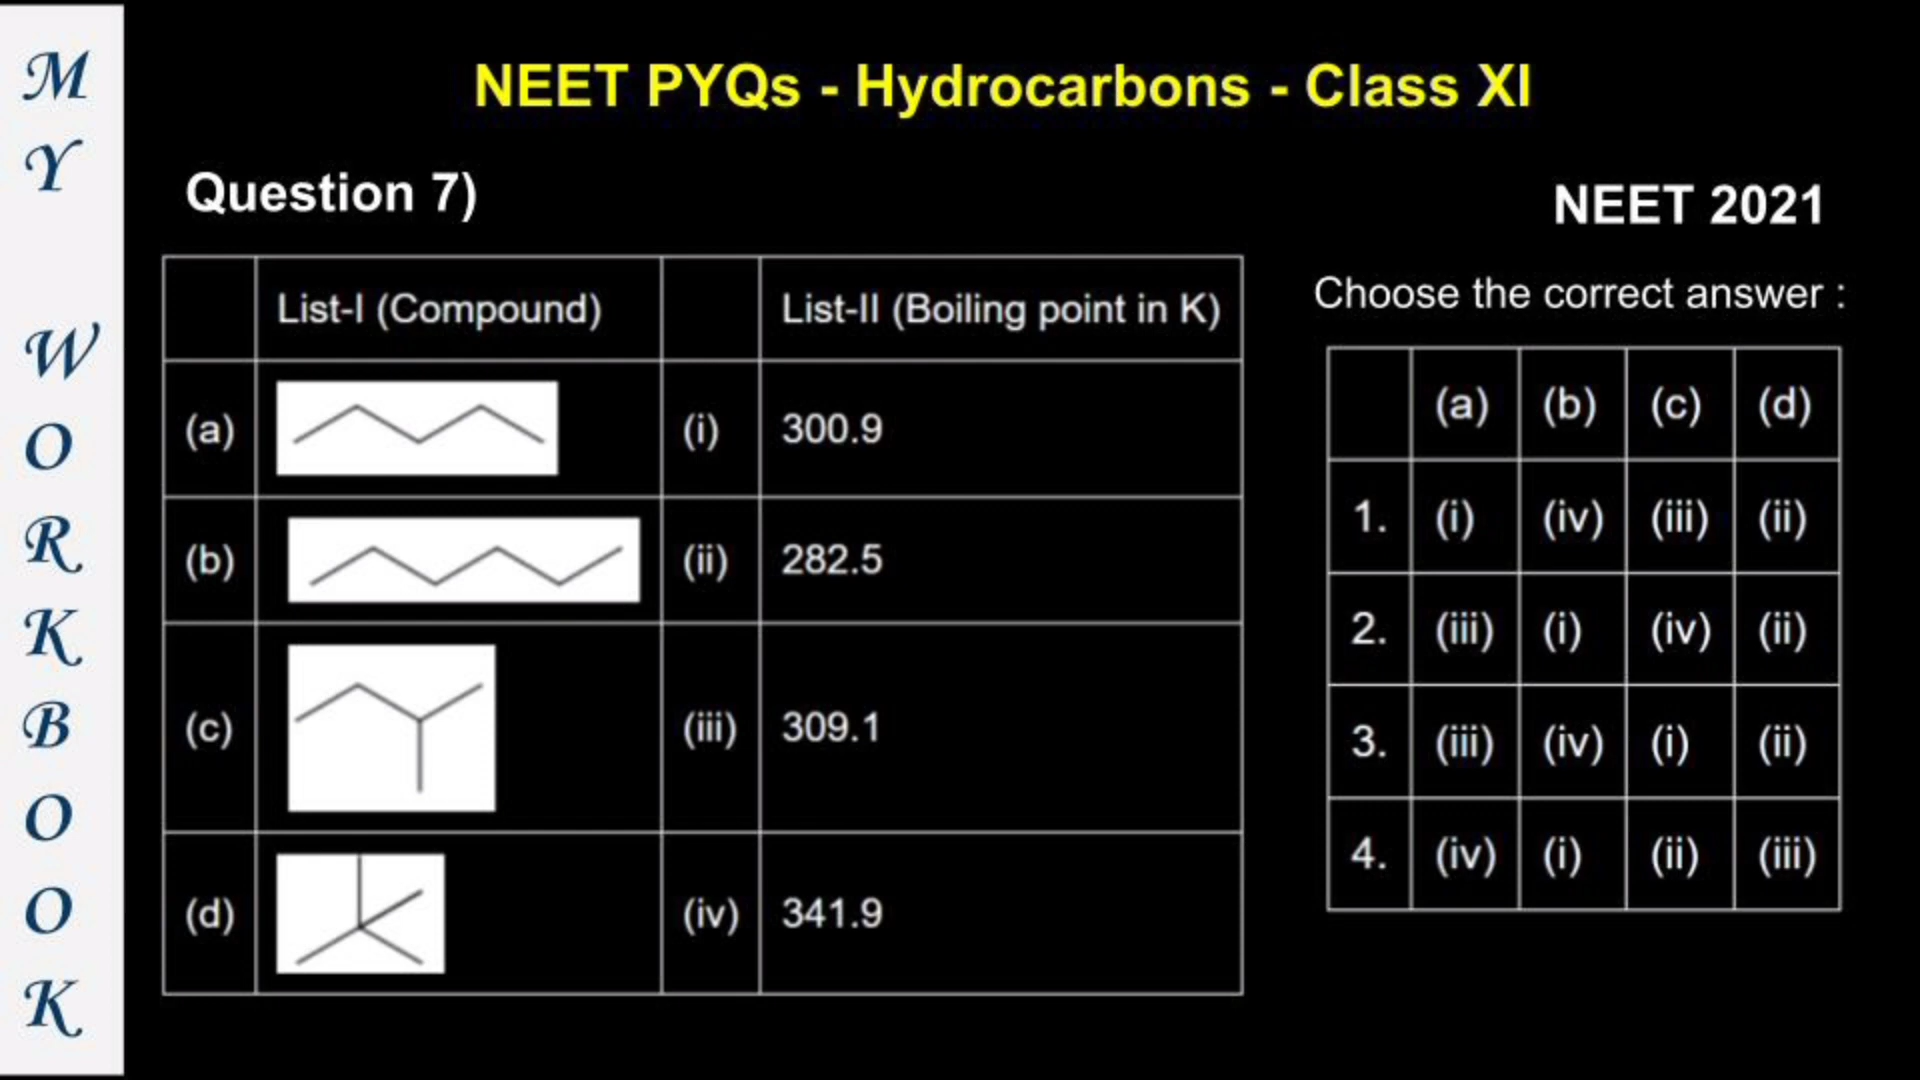 MY WORKBOOK
NEET PYQs - Hydrocarbons - Class XI
Question 7)
NEET 2021
List-I (Compound) List-II (Boiling point in K)
(a) (i) 300.9
(b) (ii) 282.5
(c) (iii) 309.1
(d) (iv) 341.9
Choose the correct answer :
(a) (b) (c) (d)
1. (i) (iv) (iii) (ii)
2. (iii) (i) (iv) (ii)
3. (iii) (iv) (i) (ii)
4. (iv) (i) (ii) (iii)